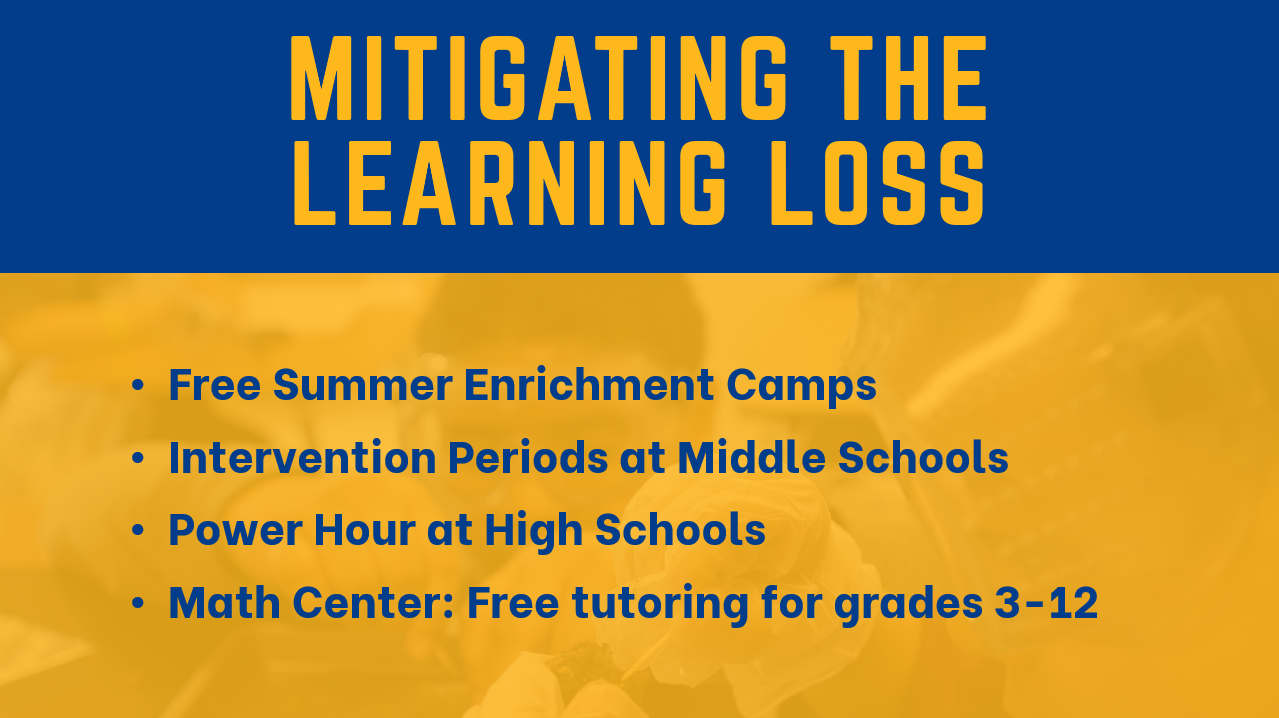 MITIGATING THE
LEARNING LOSS
• Free Summer Enrichment Camps
• Intervention Periods at Middle Schools
• Power Hour at High Schools
• Math Center: Free tutoring for grades 3-12